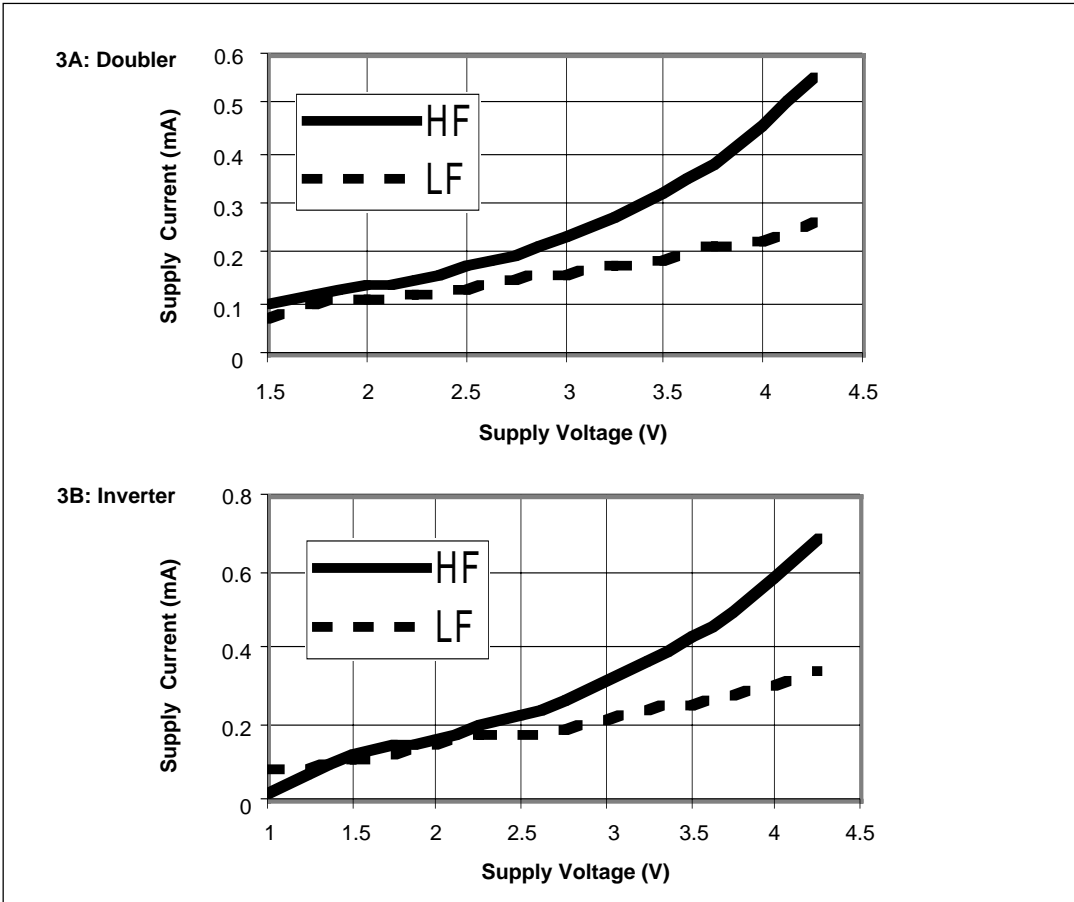 3A: Doubler
Supply Current (mA)
0.6
0.5
0.4
0.3
0.2
0.1
0
HF
LF
1.5 2 2.5 3 3.5 4 4.5
Supply Voltage (V)
3B: Inverter
Supply Current (mA)
0.8
0.6
0.4
0.2
0
HF
LF
1 1.5 2 2.5 3 3.5 4 4.5
Supply Voltage (V)